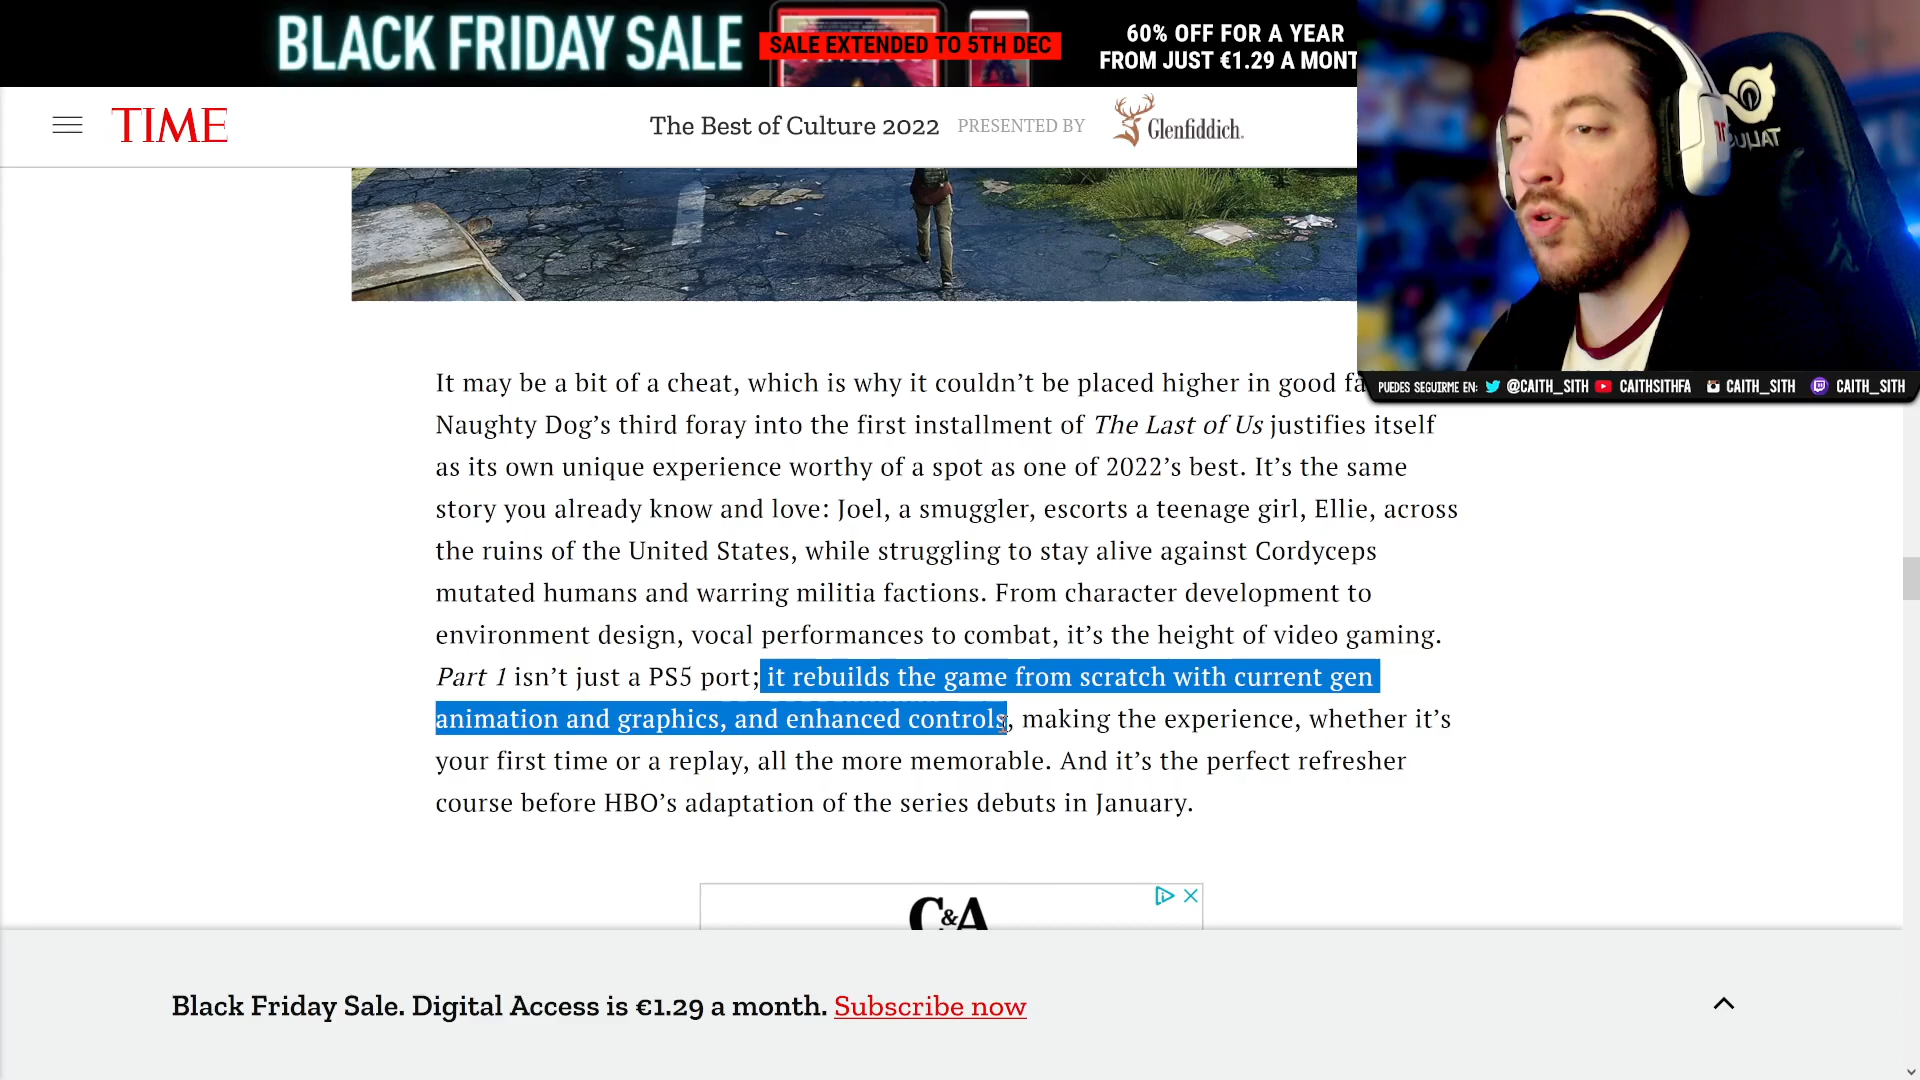 BLACK FRIDAY SALE
SALE EXTENDED TO 5TH DEC
60% OFF FOR A YEAR
FROM JUST €1.29 A MONT
TIME
The Best of Culture 2022 PRESENTED BY Glenfiddich.
TALIUS
PUEDES SEGUIRME EN: @CAITH_SITH CAITHSITHFA CAITH_SITH CAITH_SITH
It may be a bit of a cheat, which is why it couldn’t be placed higher in good fa
Naughty Dog’s third foray into the first installment of The Last of Us justifies itself
as its own unique experience worthy of a spot as one of 2022’s best. It’s the same
story you already know and love: Joel, a smuggler, escorts a teenage girl, Ellie, across
the ruins of the United States, while struggling to stay alive against Cordyceps
mutated humans and warring militia factions. From character development to
environment design, vocal performances to combat, it’s the height of video gaming.
Part 1 isn’t just a PS5 port; it rebuilds the game from scratch with current gen
animation and graphics, and enhanced controls, making the experience, whether it’s
your first time or a replay, all the more memorable. And it’s the perfect refresher
course before HBO’s adaptation of the series debuts in January.
C&A
Black Friday Sale. Digital Access is €1.29 a month. Subscribe now